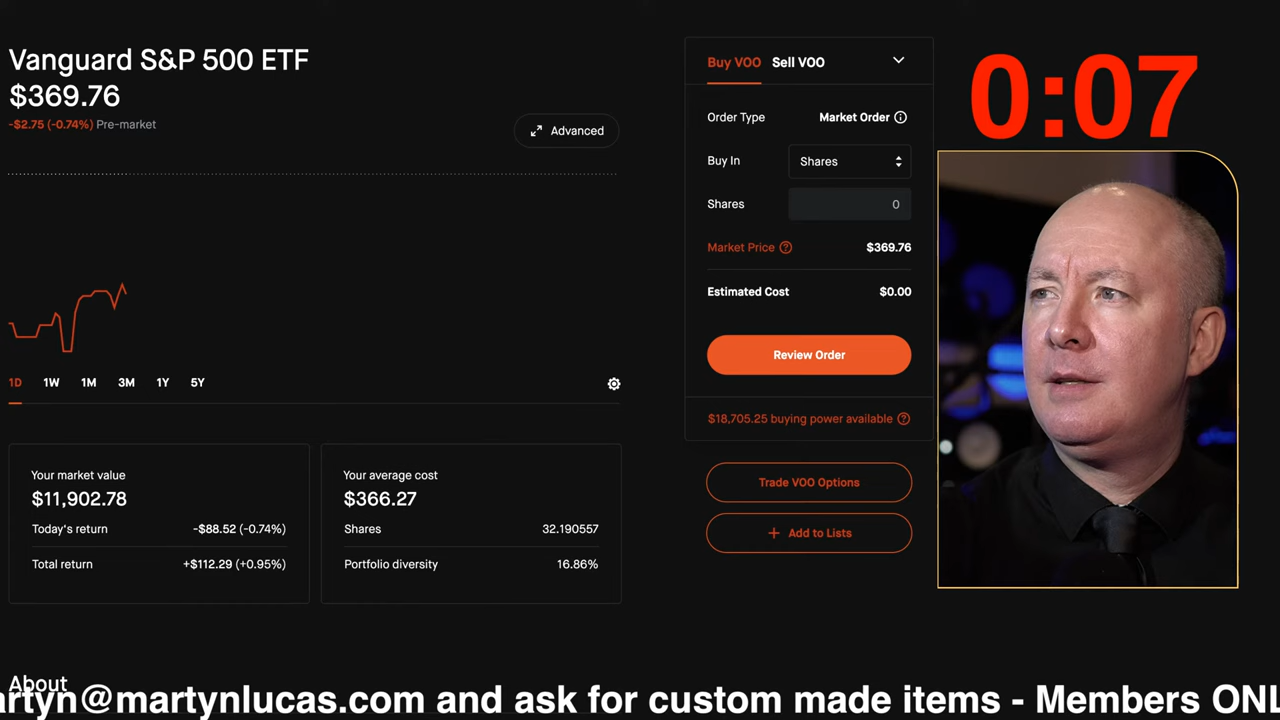 Vanguard S&P 500 ETF
$369.76
-$2.75 (-0.74%) Pre-market
Advanced
1D 1W 1M 3M 1Y 5Y
Your market value
$11,902.78
Today's return -$88.52 (-0.74%)
Total return +$112.29 (+0.95%)
Your average cost
$366.27
Shares 32.190557
Portfolio diversity 16.86%
About
Buy VOO Sell VOO
Order Type Market Order
Buy In Shares
Shares 0
Market Price $369.76
Estimated Cost $0.00
Review Order
$18,705.25 buying power available
Trade VOO Options
+ Add to Lists
0:07
artyn@martynlucas.com and ask for custom made items - Members ONL